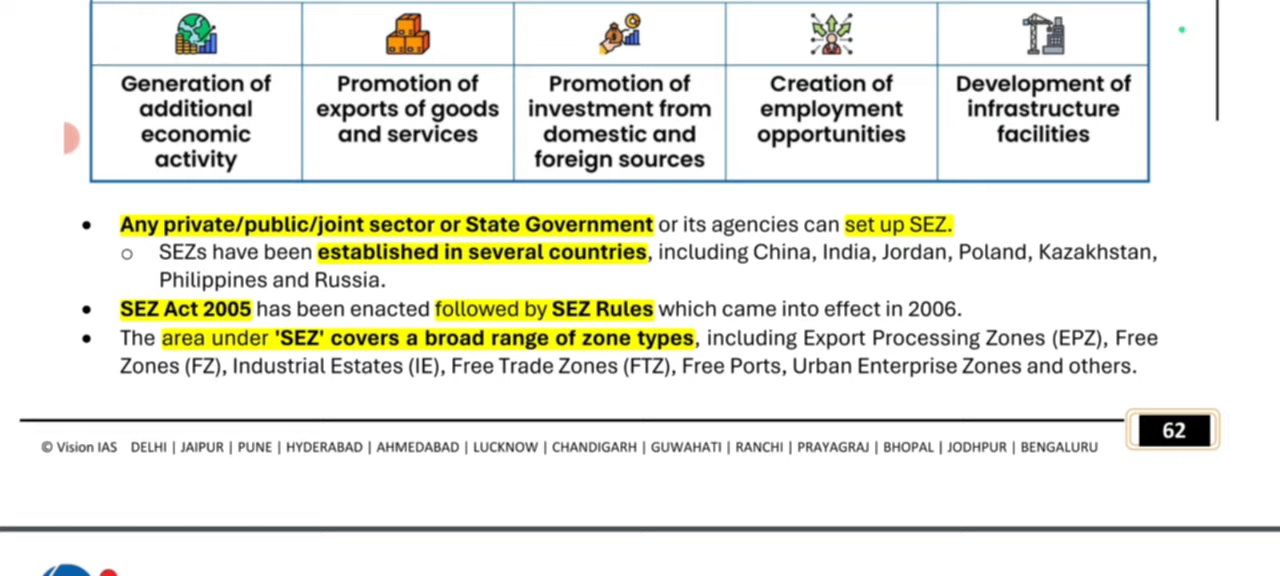 Generation of additional economic activity
Promotion of exports of goods and services
Promotion of investment from domestic and foreign sources
Creation of employment opportunities
Development of infrastructure facilities
• Any private/public/joint sector or State Government or its agencies can set up SEZ.
o SEZs have been established in several countries, including China, India, Jordan, Poland, Kazakhstan,
Philippines and Russia.
• SEZ Act 2005 has been enacted followed by SEZ Rules which came into effect in 2006.
• The area under 'SEZ' covers a broad range of zone types, including Export Processing Zones (EPZ), Free
Zones (FZ), Industrial Estates (IE), Free Trade Zones (FTZ), Free Ports, Urban Enterprise Zones and others.
62
© Vision IAS DELHI | JAIPUR | PUNE | HYDERABAD | AHMEDABAD | LUCKNOW | CHANDIGARH | GUWAHATI | RANCHI | PRAYAGRAJ | BHOPAL | JODHPUR | BENGALURU